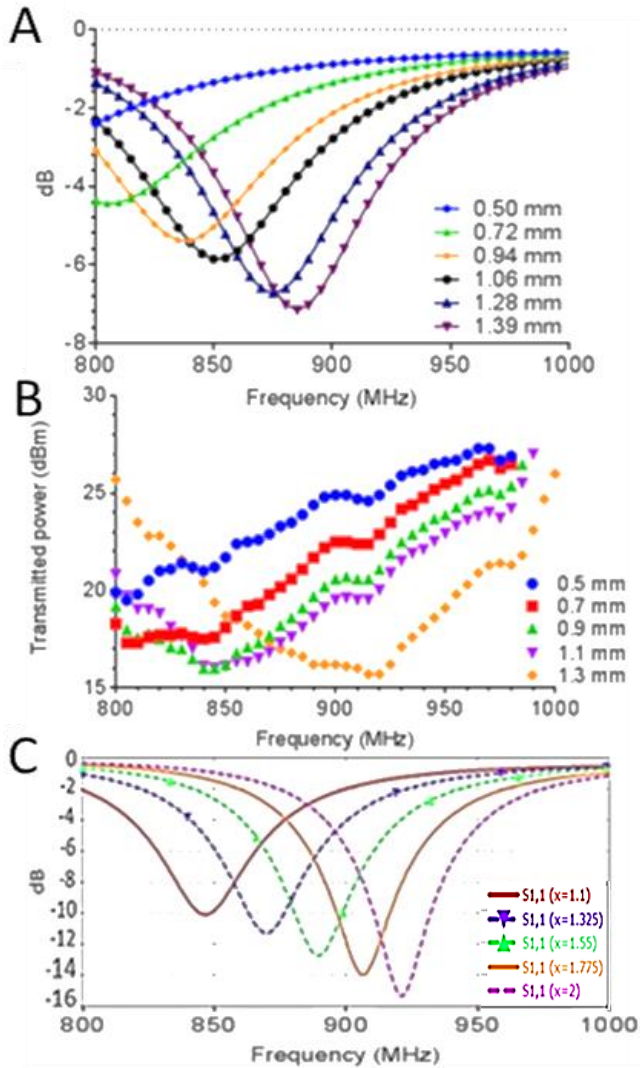 A
0
-2
-4
-6
-8
dB
0.50 mm
0.72 mm
0.94 mm
1.06 mm
1.28 mm
1.39 mm
800 850 900 950 1000
Frequency (MHz)
B
30
25
20
15
Transmitted power (dBm)
0.5 mm
0.7 mm
0.9 mm
1.1 mm
1.3 mm
800 850 900 950 1000
Frequency (MHz)
C
0
-2
-4
-6
-8
-10
-12
-14
-16
dB
S1,1 (x=1.1)
S1,1 (x=1.325)
S1,1 (x=1.55)
S1,1 (x=1.775)
S1,1 (x=2)
800 850 900 950 1000
Frequency (MHz)